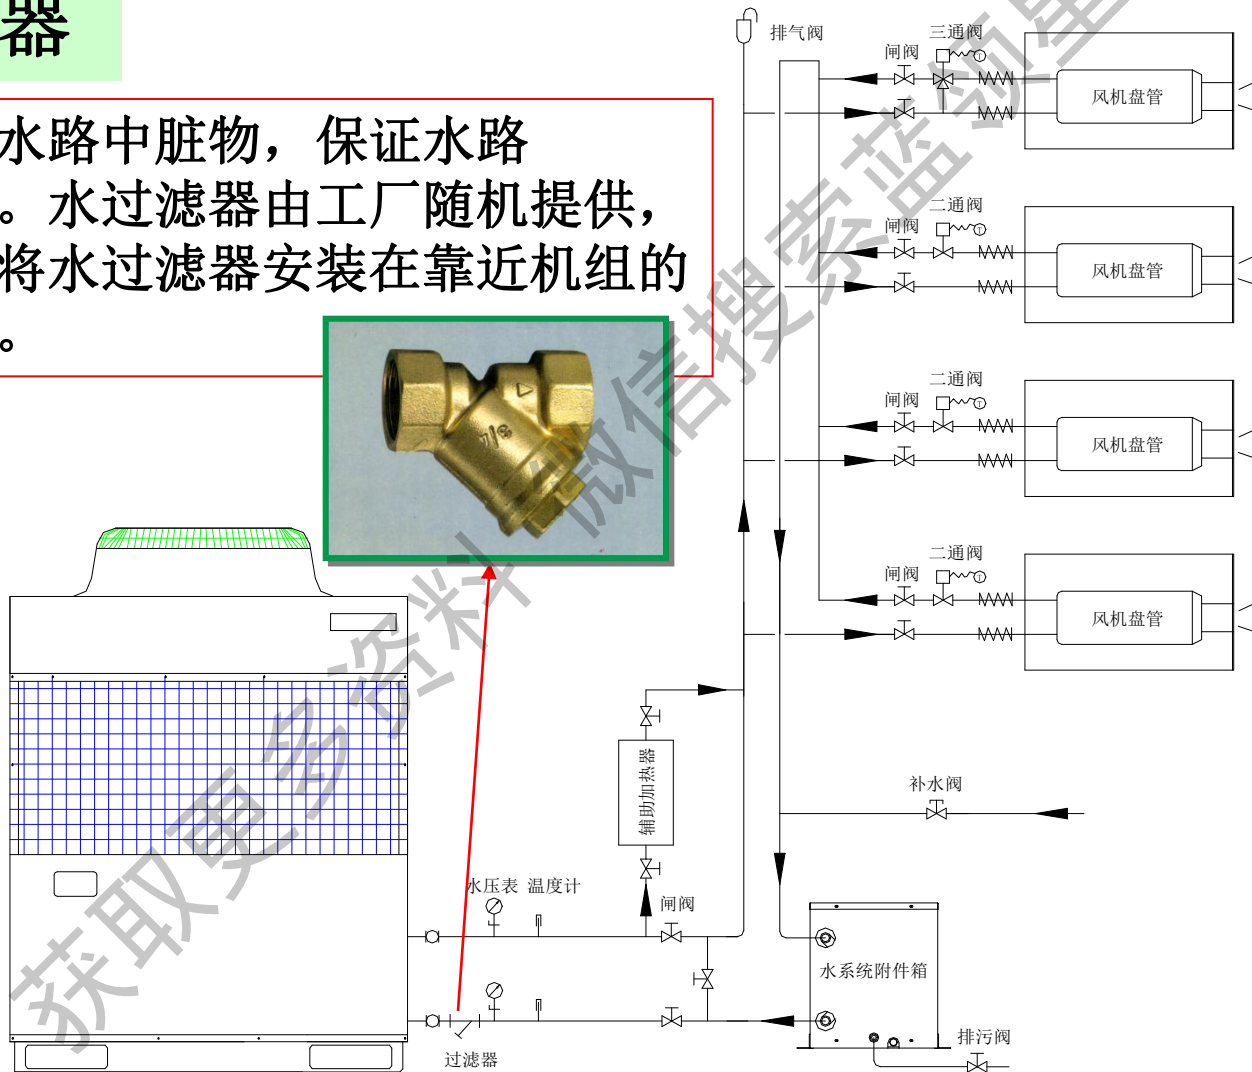 器
水路中脏物，保证水路
。水过滤器由工厂随机提供，
将水过滤器安装在靠近机组的
。
3/4
排气阀
三通阀
闸阀
T
风机盘管
二通阀
闸阀
T
风机盘管
二通阀
闸阀
T
风机盘管
二通阀
闸阀
T
风机盘管
辅助加热器
补水阀
水压表 温度计
闸阀
水系统附件箱
排污阀
过滤器
获取更多资料 微信搜索蓝领星